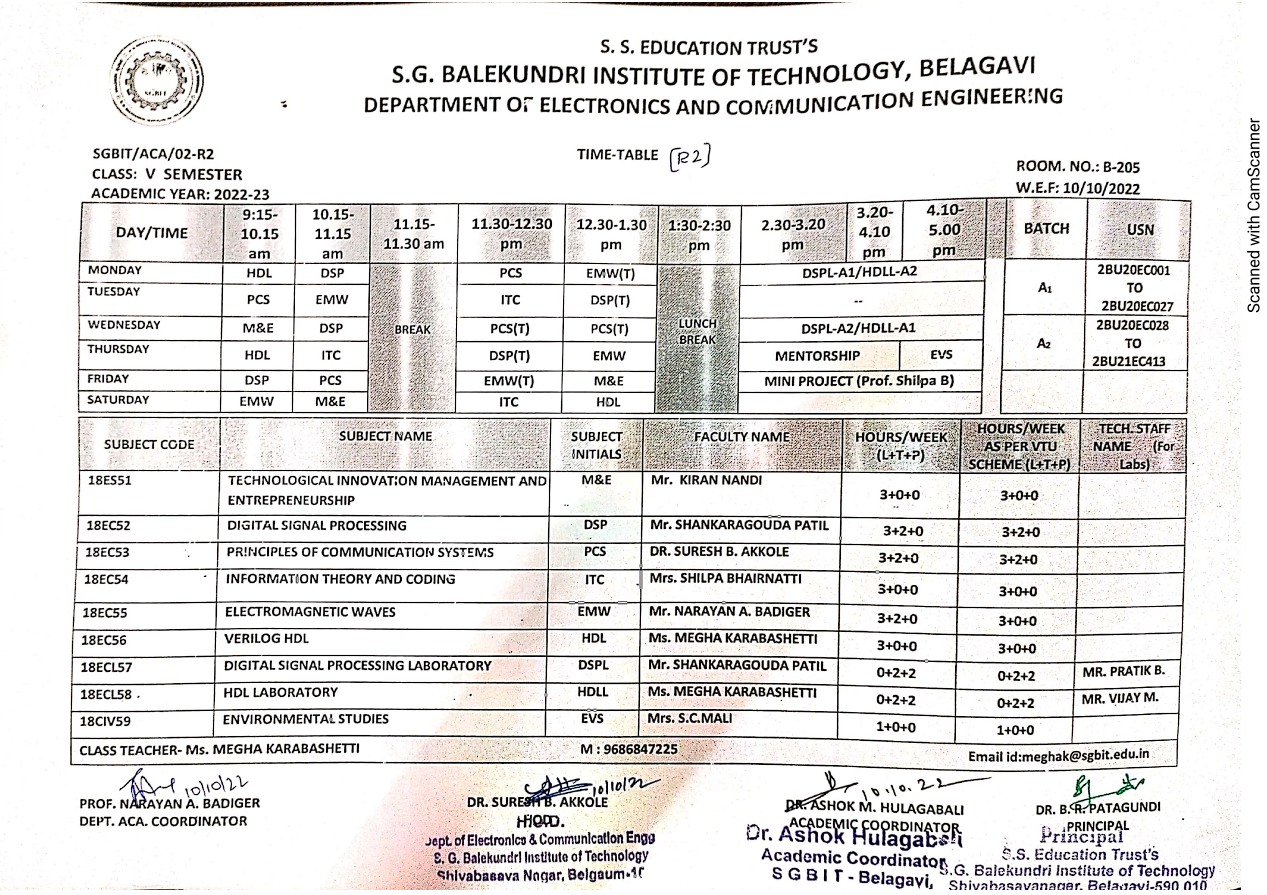 S. S. EDUCATION TRUST'S
S.G. BALEKUNDRI INSTITUTE OF TECHNOLOGY, BELAGAVI
DEPARTMENT OF ELECTRONICS AND COMMUNICATION ENGINEERING
SGBIT
SGBIT/ACA/02-R2
TIME-TABLE [R2]
CLASS: V SEMESTER
ROOM. NO.: B-205
ACADEMIC YEAR: 2022-23
W.E.F: 10/10/2022
DAY/TIME 9:15-10.15 am 10.15-11.15 am 11.15-11.30 am 11.30-12.30 pm 12.30-1.30 pm 1:30-2:30 pm 2.30-3.20 pm 3.20-4.10 pm 4.10-5.00 pm BATCH USN
MONDAY HDL DSP PCS EMW(T) DSPL-A1/HDLL-A2
TUESDAY PCS EMW ITC DSP(T) --
WEDNESDAY M&E DSP BREAK PCS(T) PCS(T) LUNCH BREAK DSPL-A2/HDLL-A1
THURSDAY HDL ITC DSP(T) EMW MENTORSHIP EVS
FRIDAY DSP PCS EMW(T) M&E MINI PROJECT (Prof. Shilpa B)
SATURDAY EMW M&E ITC HDL
A1 2BU20EC001 TO 2BU20EC027
A2 2BU20EC028 TO 2BU21EC413
SUBJECT CODE SUBJECT NAME SUBJECT INITIALS FACULTY NAME HOURS/WEEK (L+T+P) HOURS/WEEK AS PER VTU SCHEME (L+T+P) TECH. STAFF NAME (For Labs)
18ES51 TECHNOLOGICAL INNOVATION MANAGEMENT AND ENTREPRENEURSHIP M&E Mr. KIRAN NANDI 3+0+0 3+0+0
18EC52 DIGITAL SIGNAL PROCESSING DSP Mr. SHANKARAGOUDA PATIL 3+2+0 3+2+0
18EC53 PRINCIPLES OF COMMUNICATION SYSTEMS PCS DR. SURESH B. AKKOLE 3+2+0 3+2+0
18EC54 INFORMATION THEORY AND CODING ITC Mrs. SHILPA BHAIRNATTI 3+0+0 3+0+0
18EC55 ELECTROMAGNETIC WAVES EMW Mr. NARAYAN A. BADIGER 3+2+0 3+0+0
18EC56 VERILOG HDL HDL Ms. MEGHA KARABASHETTI 3+0+0 3+0+0
18ECL57 DIGITAL SIGNAL PROCESSING LABORATORY DSPL Mr. SHANKARAGOUDA PATIL 0+2+2 0+2+2 MR. PRATIK B.
18ECL58 HDL LABORATORY HDLL Ms. MEGHA KARABASHETTI 0+2+2 0+2+2 MR. VIJAY M.
18CIV59 ENVIRONMENTAL STUDIES EVS Mrs. S.C.MALI 1+0+0 1+0+0
CLASS TEACHER- Ms. MEGHA KARABASHETTI M : 9686847225 Email id:meghak@sgbit.edu.in
10/10/22
PROF. NARAYAN A. BADIGER
DEPT. ACA. COORDINATOR
10/10/22
DR. SURESH B. AKKOLE
HOD.
Dept. of Electronics & Communication Engg
S. G. Balekundri Institute of Technology
Shivabasava Nagar, Belgaum-10
10.10.22
DR. ASHOK M. HULAGABALI
ACADEMIC COORDINATOR
Dr. Ashok Hulagabali
Academic Coordinator
SGBIT - Belagavi,
DR. B.R. PATAGUNDI
PRINCIPAL
Principal
S.S. Education Trust's
S.G. Balekundri Institute of Technology
Shivabasavanager, Belagavi-590 010
Scanned with CamScanner